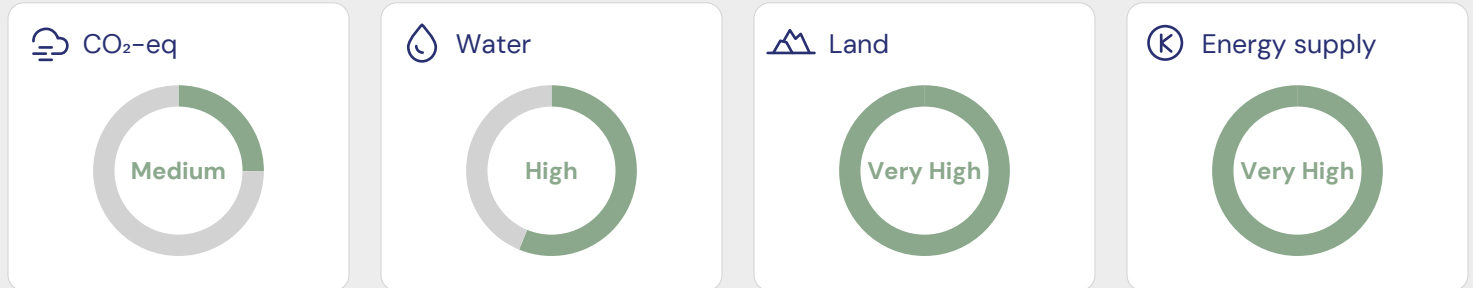 CO₂-eq
Medium
Water
High
Land
Very High
Energy supply
Very High